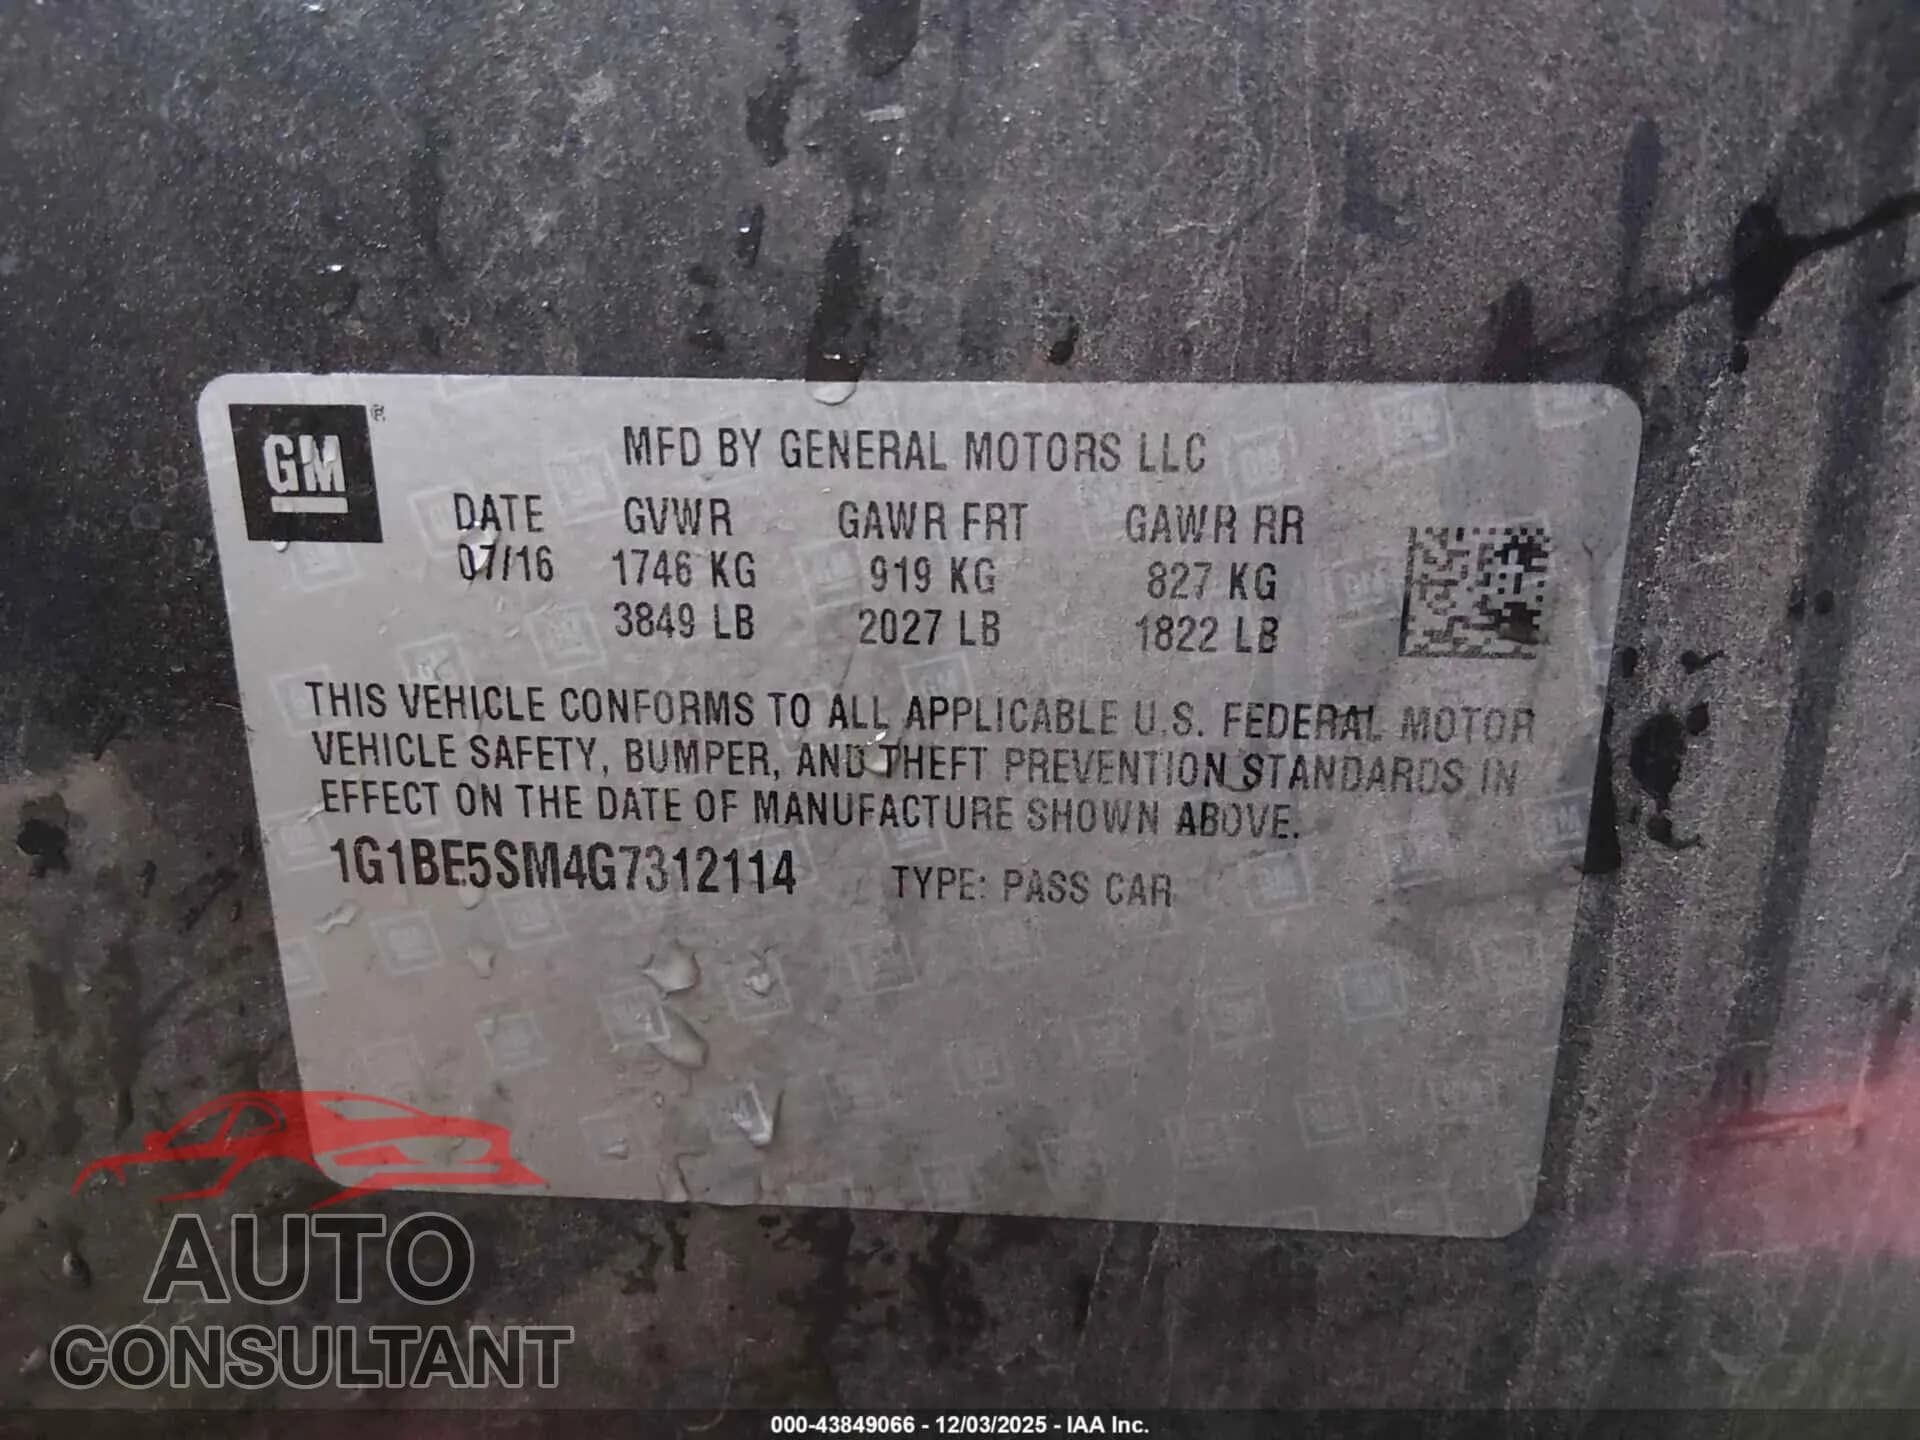 GM ®
MFD BY GENERAL MOTORS LLC
DATE GVWR GAWR FRT GAWR RR
07/16 1746 KG 919 KG 827 KG
3849 LB 2027 LB 1822 LB
THIS VEHICLE CONFORMS TO ALL APPLICABLE U.S. FEDERAL MOTOR
VEHICLE SAFETY, BUMPER, AND THEFT PREVENTION STANDARDS IN
EFFECT ON THE DATE OF MANUFACTURE SHOWN ABOVE.
1G1BE5SM4G7312114 TYPE: PASS CAR
AUTO
CONSULTANT
000-43849066 - 12/03/2025 - IAA Inc.